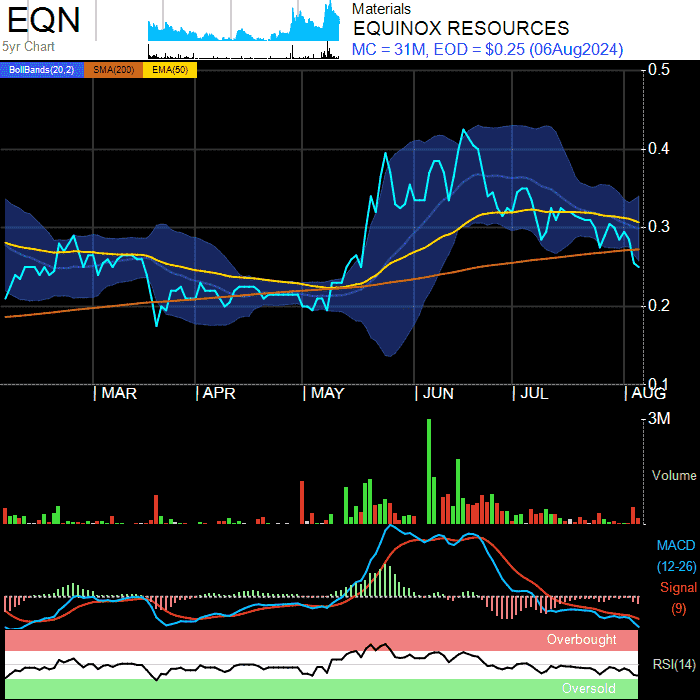 EQN
5yr Chart
Materials
EQUINOX RESOURCES
MC = 31M, EOD = $0.25 (06Aug2024)
BollBands(20,2) SMA(200) EMA(50)
0.5
0.4
0.3
0.2
0.1
MAR APR MAY JUN JUL AUG
3M
Volume
MACD
(12-26)
Signal
(9)
Overbought
RSI(14)
Oversold